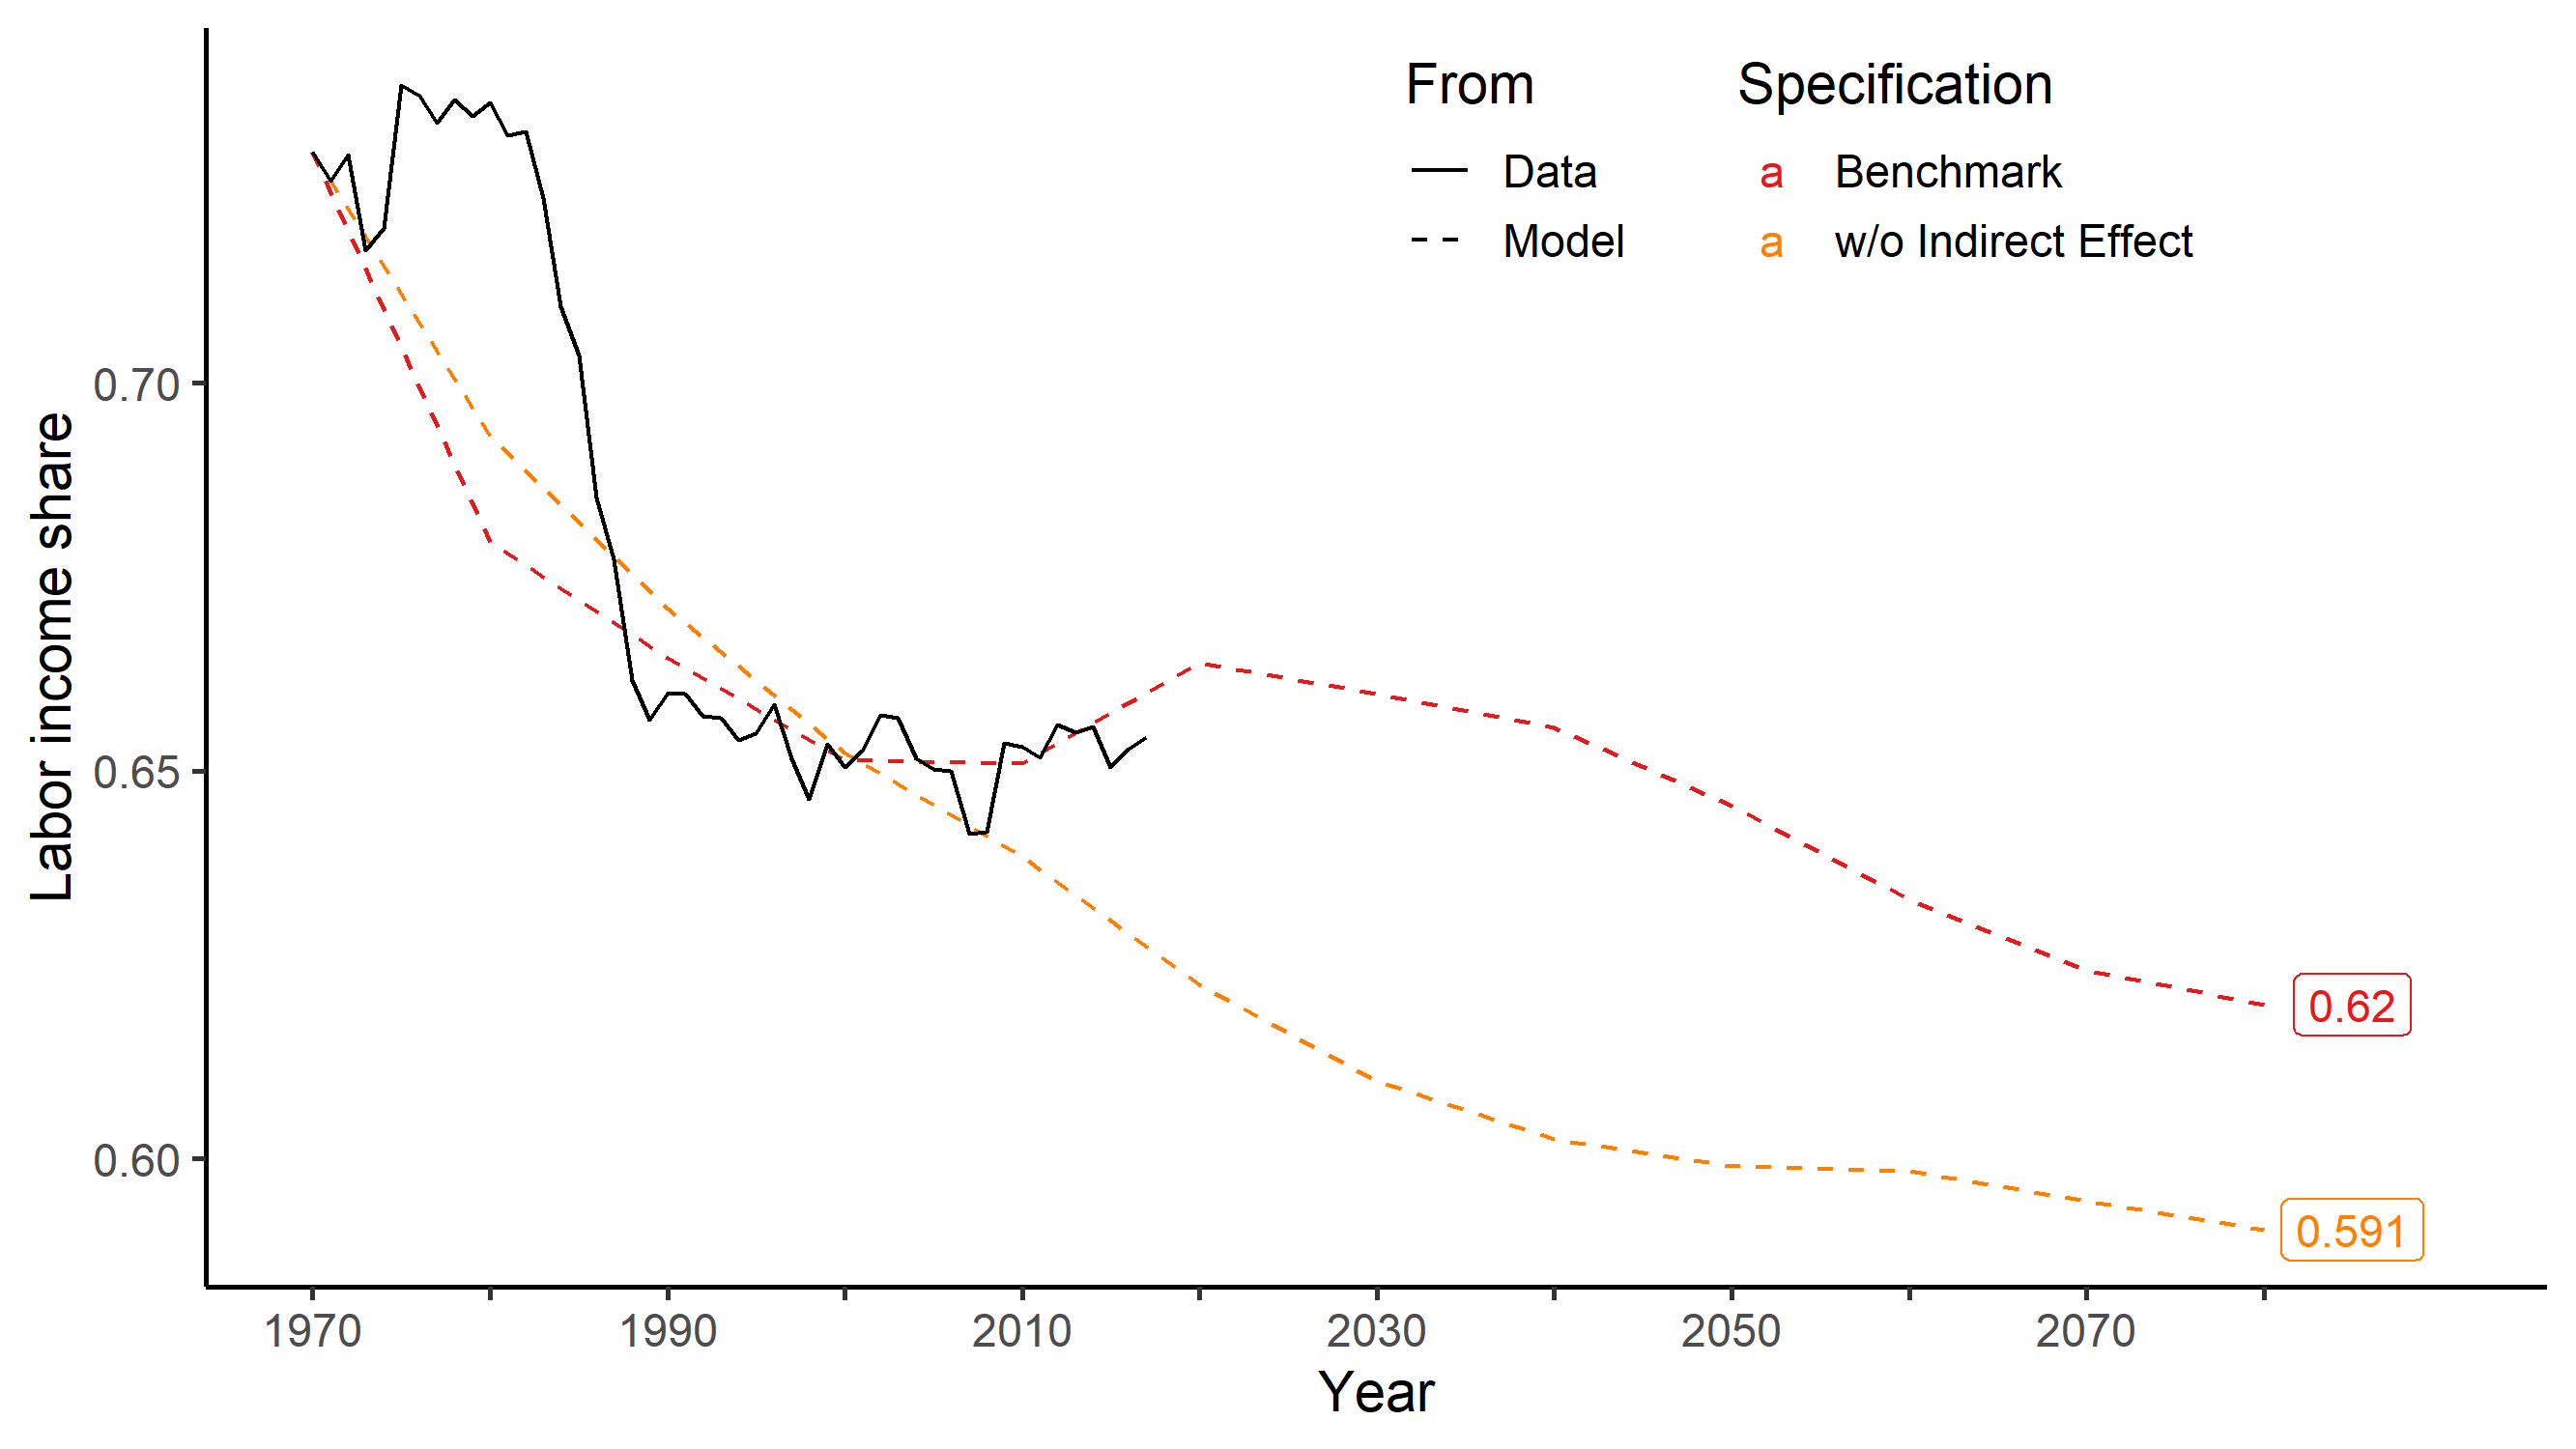 From
Data
Model
Specification
a Benchmark
a w/o Indirect Effect
Labor income share
0.70
0.65
0.60
0.62
0.591
1970 1990 2010 2030 2050 2070
Year